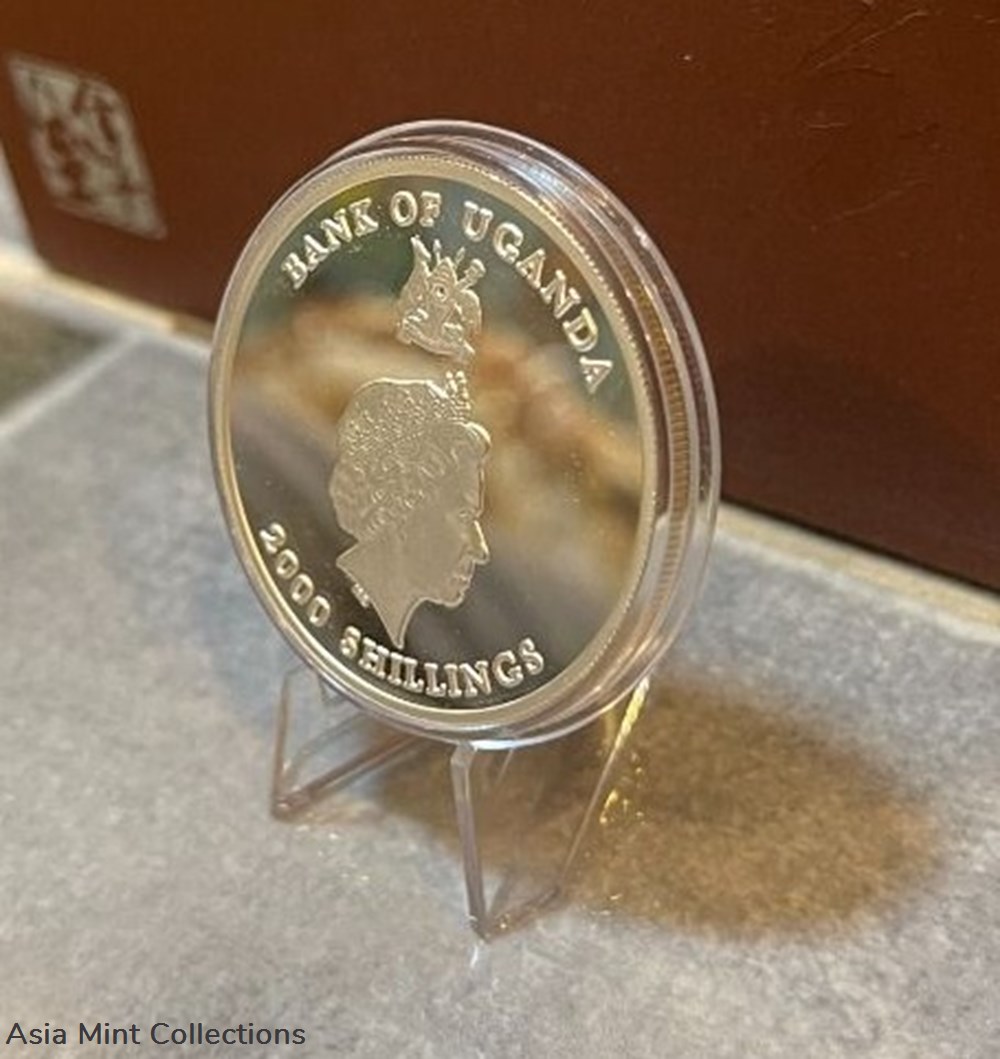 BANK OF UGANDA
2000 SHILLINGS
Asia Mint Collections